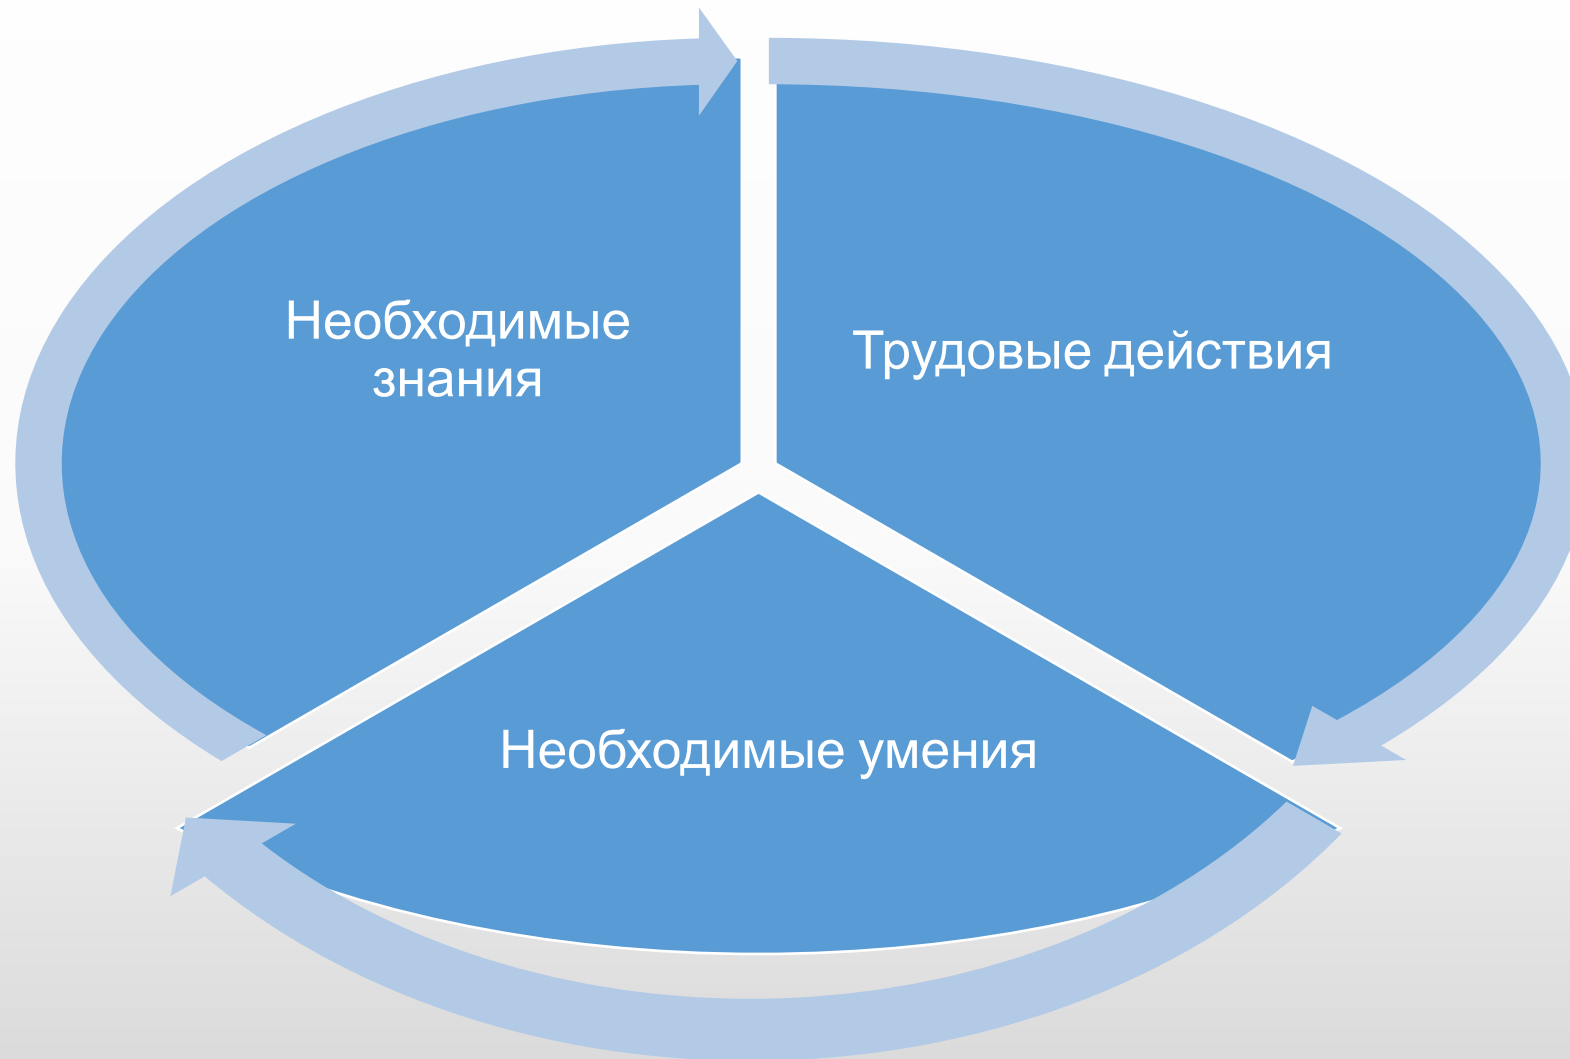 Необходимые
знания
Трудовые действия
Необходимые умения